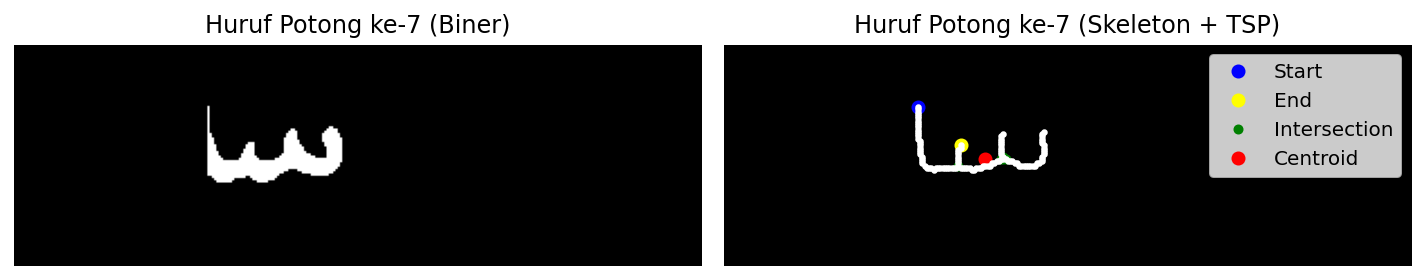 Huruf Potong ke-7 (Biner)
Huruf Potong ke-7 (Skeleton + TSP)
Start
End
Intersection
Centroid